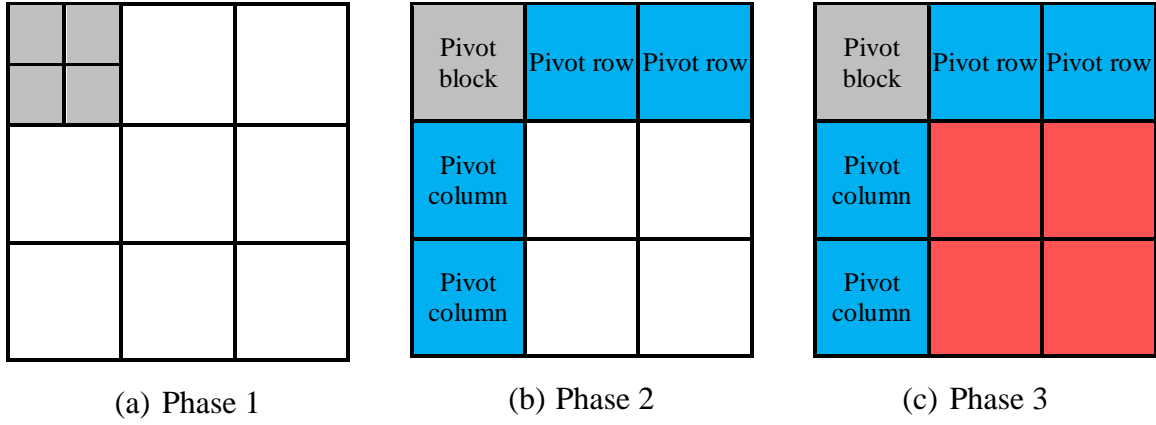 Pivot
block
Pivot row
Pivot row
Pivot
column
Pivot
column
Pivot
block
Pivot row
Pivot row
Pivot
column
Pivot
column
(a) Phase 1
(b) Phase 2
(c) Phase 3